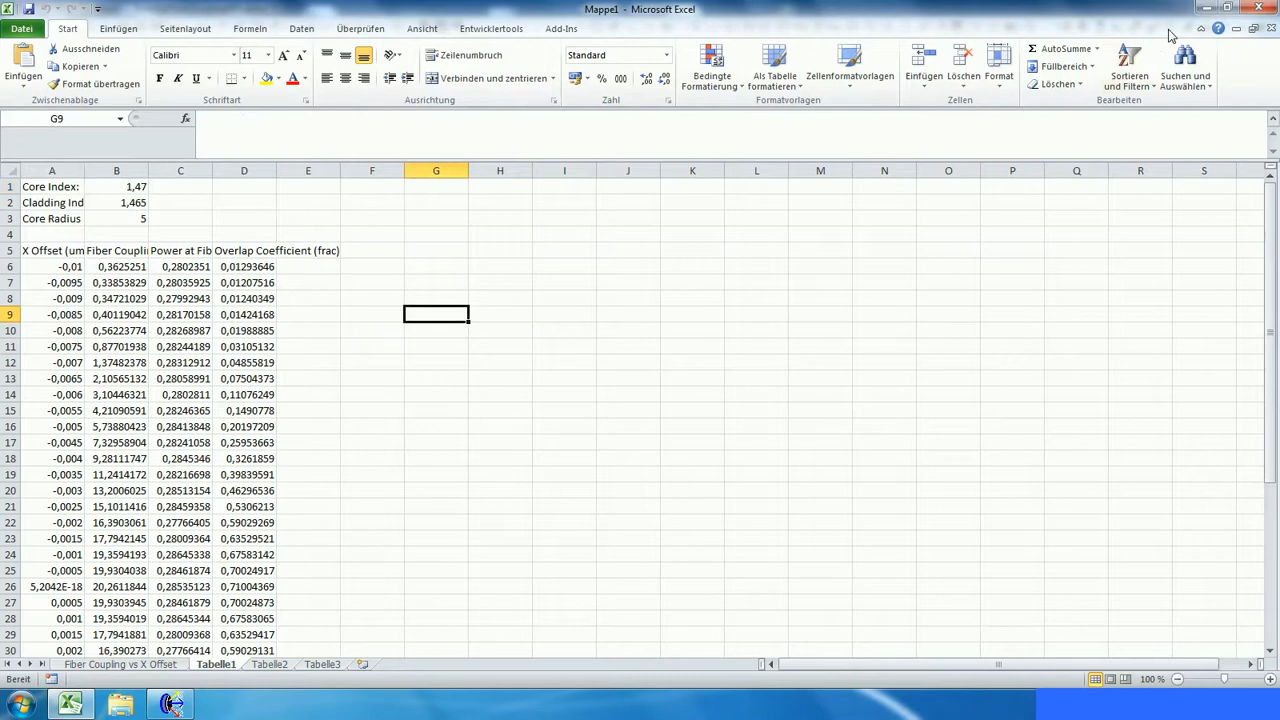 Mappe1 - Microsoft Excel
Datei Start Einfügen Seitenlayout Formeln Daten Überprüfen Ansicht Entwicklertools Add-Ins
Einfügen
Ausschneiden
Kopieren
Format übertragen
Zwischenablage
Calibri 11
F K U
Schriftart
Zeilenumbruch
Verbinden und zentrieren
Ausrichtung
Standard
% 000
Zahl
Bedingte Formatierung
Als Tabelle formatieren
Zellenformatvorlagen
Formatvorlagen
Einfügen Löschen Format
Zellen
AutoSumme
Füllbereich
Löschen
Sortieren und Filtern
Suchen und Auswählen
Bearbeiten
G9 fx
A B C D E F G H I J K L M N O P Q R S
1 Core Index: 1,47
2 Cladding Ind 1,465
3 Core Radius 5
4
5 X Offset (um Fiber Couplin Power at Fib Overlap Coefficient (frac)
6 -0,01 0,3625251 0,2802351 0,01293646
7 -0,0095 0,33853829 0,28035925 0,01207516
8 -0,009 0,34721029 0,27992943 0,01240349
9 -0,0085 0,40119042 0,28170158 0,01424168
10 -0,008 0,56223774 0,28268987 0,01988885
11 -0,0075 0,87701938 0,28244189 0,03105132
12 -0,007 1,37482378 0,28312912 0,04855819
13 -0,0065 2,10565132 0,28058991 0,07504373
14 -0,006 3,10446321 0,2802811 0,11076249
15 -0,0055 4,21090591 0,28246365 0,1490778
16 -0,005 5,73880423 0,28413848 0,20197209
17 -0,0045 7,32958904 0,28241058 0,25953663
18 -0,004 9,28111747 0,2845346 0,3261859
19 -0,0035 11,2414172 0,28216698 0,39839591
20 -0,003 13,2006025 0,28513154 0,46296536
21 -0,0025 15,1011416 0,28459358 0,5306213
22 -0,002 16,3903061 0,27766405 0,59029269
23 -0,0015 17,7942145 0,28009364 0,63529521
24 -0,001 19,3594193 0,28645338 0,67583142
25 -0,0005 19,9304038 0,28461874 0,70024917
26 5,2042E-18 20,2611844 0,28535123 0,71004369
27 0,0005 19,9303945 0,28461879 0,70024873
28 0,001 19,3594019 0,28645344 0,67583065
29 0,0015 17,7941881 0,28009368 0,63529417
30 0,002 16,390273 0,27766414 0,59029131
Fiber Coupling vs X Offset Tabelle1 Tabelle2 Tabelle3
Bereit 100 %